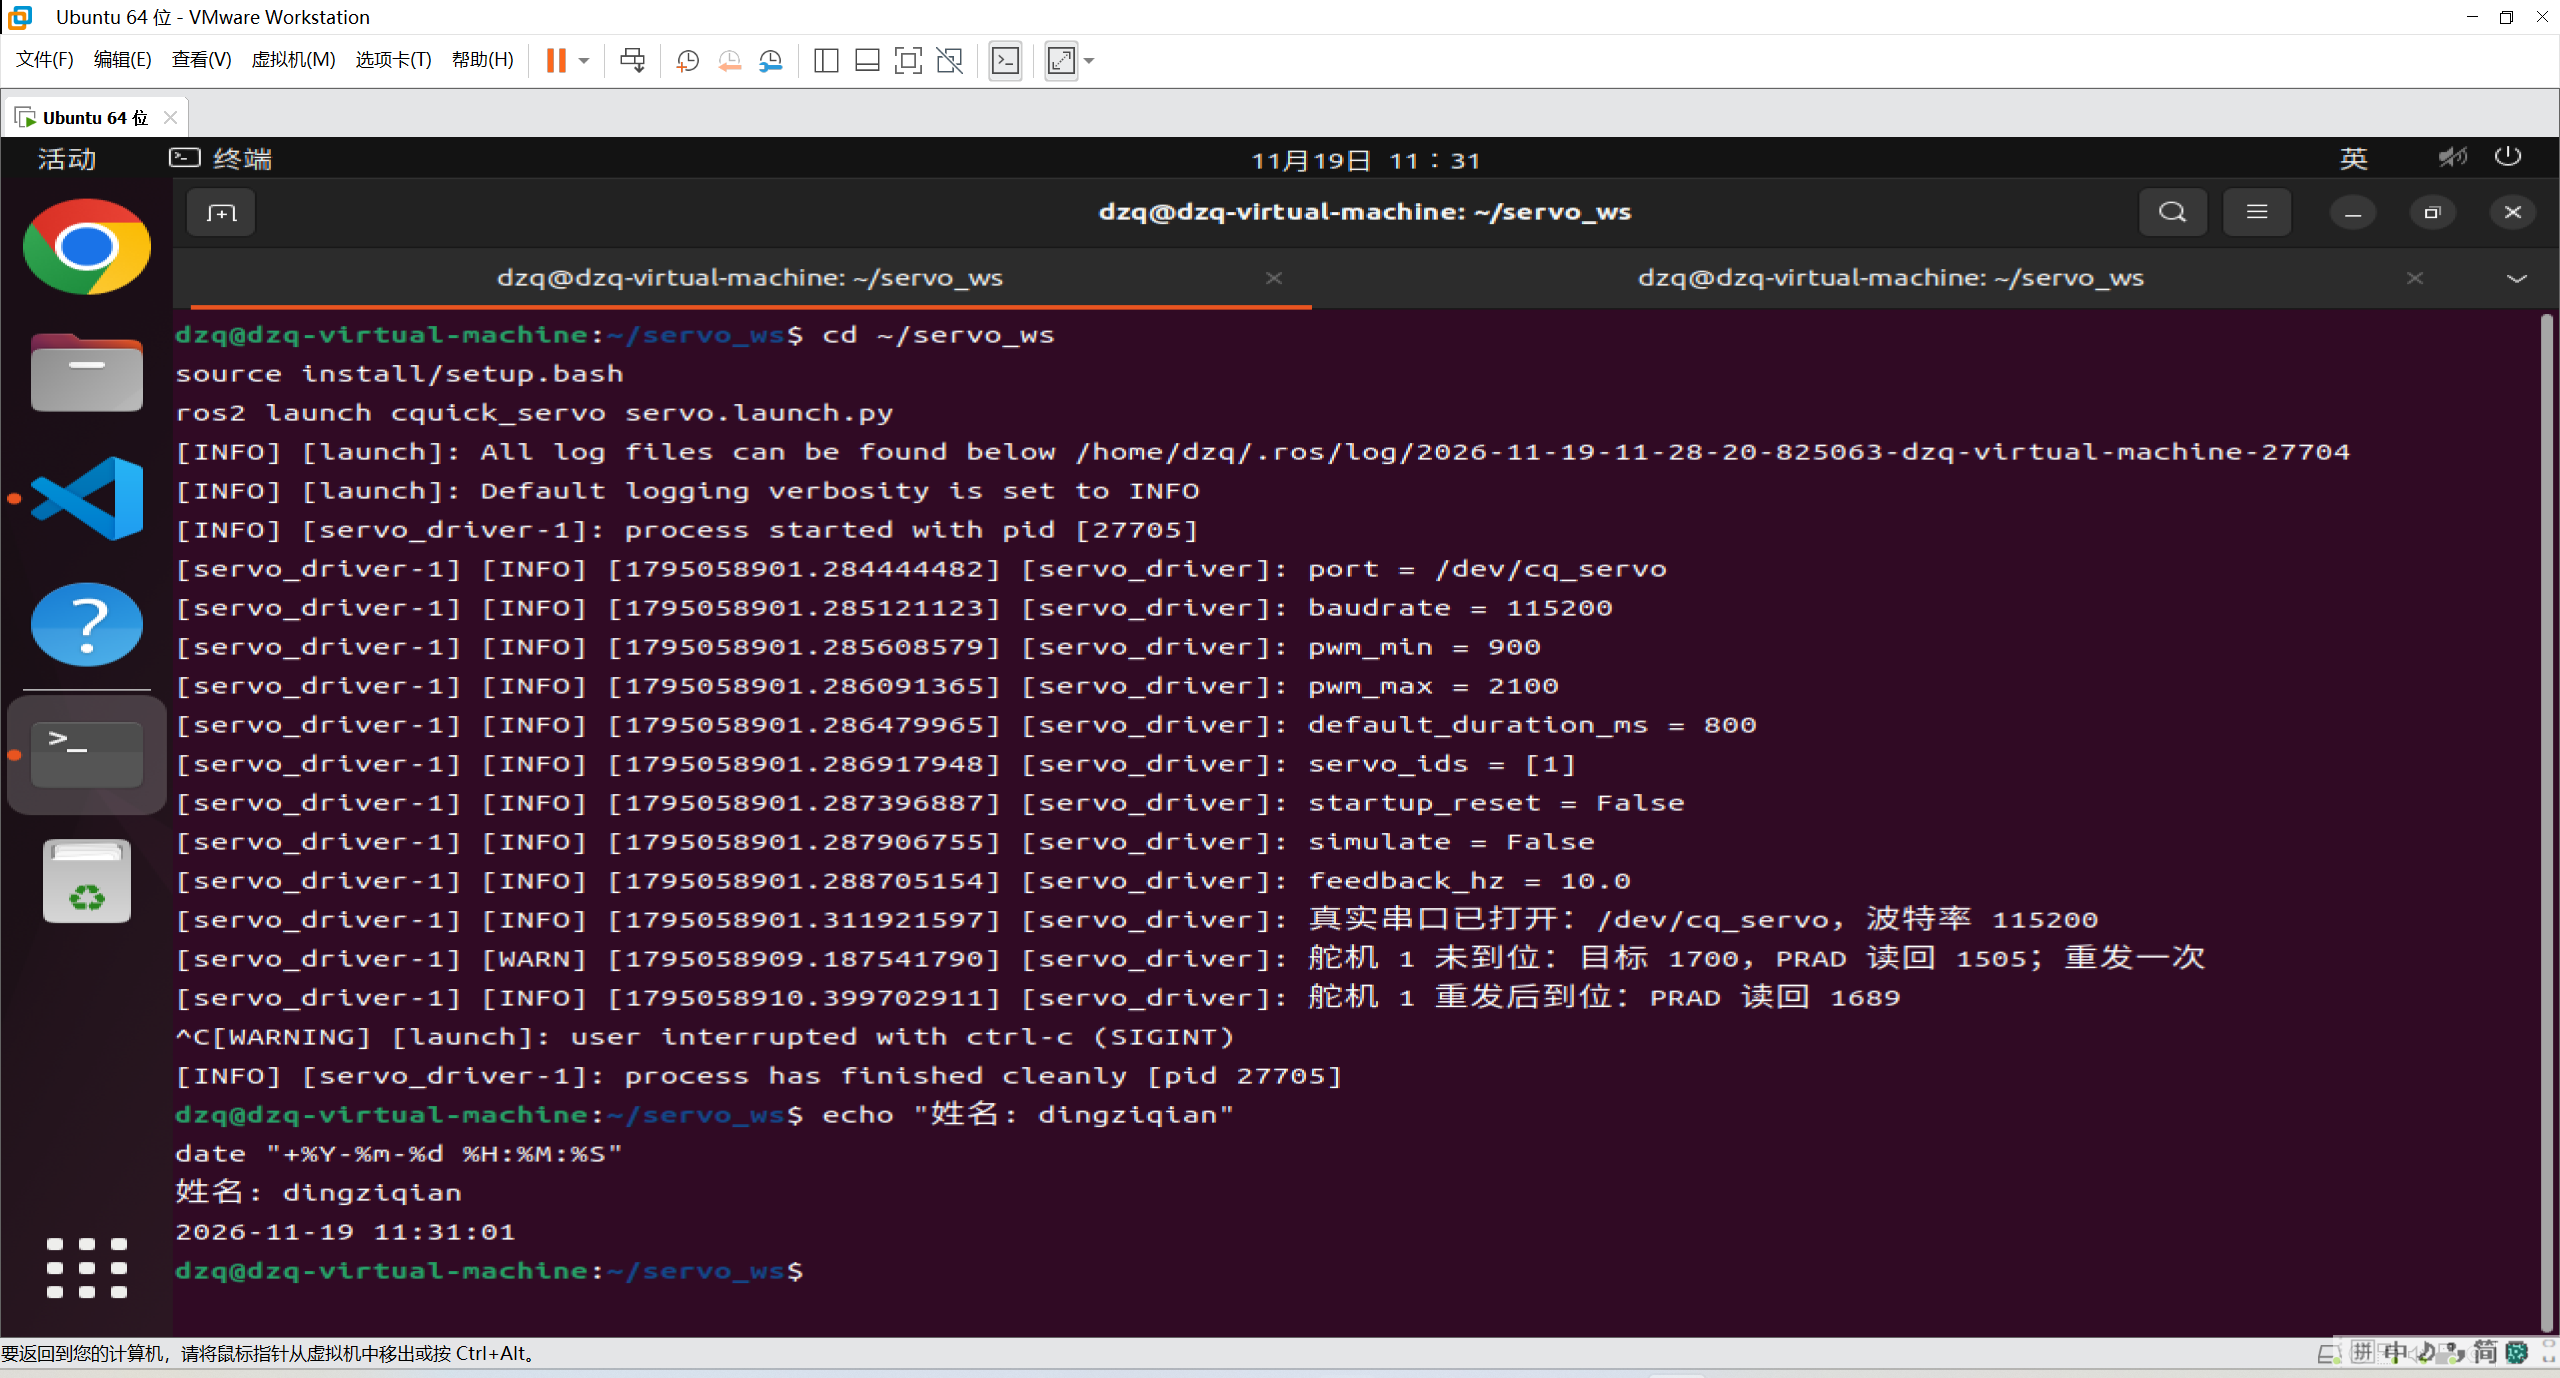 Ubuntu 64 位 - VMware Workstation
文件(F) 编辑(E) 查看(V) 虚拟机(M) 选项卡(T) 帮助(H)
Ubuntu 64 位
活动 终端 11月19日 11：31 英
dzq@dzq-virtual-machine: ~/servo_ws
dzq@dzq-virtual-machine: ~/servo_ws dzq@dzq-virtual-machine: ~/servo_ws
dzq@dzq-virtual-machine:~/servo_ws$ cd ~/servo_ws
source install/setup.bash
ros2 launch cquick_servo servo.launch.py
[INFO] [launch]: All log files can be found below /home/dzq/.ros/log/2026-11-19-11-28-20-825063-dzq-virtual-machine-27704
[INFO] [launch]: Default logging verbosity is set to INFO
[INFO] [servo_driver-1]: process started with pid [27705]
[servo_driver-1] [INFO] [1795058901.284444482] [servo_driver]: port = /dev/cq_servo
[servo_driver-1] [INFO] [1795058901.285121123] [servo_driver]: baudrate = 115200
[servo_driver-1] [INFO] [1795058901.285608579] [servo_driver]: pwm_min = 900
[servo_driver-1] [INFO] [1795058901.286091365] [servo_driver]: pwm_max = 2100
[servo_driver-1] [INFO] [1795058901.286479965] [servo_driver]: default_duration_ms = 800
[servo_driver-1] [INFO] [1795058901.286917948] [servo_driver]: servo_ids = [1]
[servo_driver-1] [INFO] [1795058901.287396887] [servo_driver]: startup_reset = False
[servo_driver-1] [INFO] [1795058901.287906755] [servo_driver]: simulate = False
[servo_driver-1] [INFO] [1795058901.288705154] [servo_driver]: feedback_hz = 10.0
[servo_driver-1] [INFO] [1795058901.311921597] [servo_driver]: 真实串口已打开：/dev/cq_servo，波特率 115200
[servo_driver-1] [WARN] [1795058909.187541790] [servo_driver]: 舵机 1 未到位：目标 1700，PRAD 读回 1505；重发一次
[servo_driver-1] [INFO] [1795058910.399702911] [servo_driver]: 舵机 1 重发后到位：PRAD 读回 1689
^C[WARNING] [launch]: user interrupted with ctrl-c (SIGINT)
[INFO] [servo_driver-1]: process has finished cleanly [pid 27705]
dzq@dzq-virtual-machine:~/servo_ws$ echo "姓名: dingziqian"
date "+%Y-%m-%d %H:%M:%S"
姓名: dingziqian
2026-11-19 11:31:01
dzq@dzq-virtual-machine:~/servo_ws$
要返回到您的计算机，请将鼠标指针从虚拟机中移出或按 Ctrl+Alt。
拼 中 简